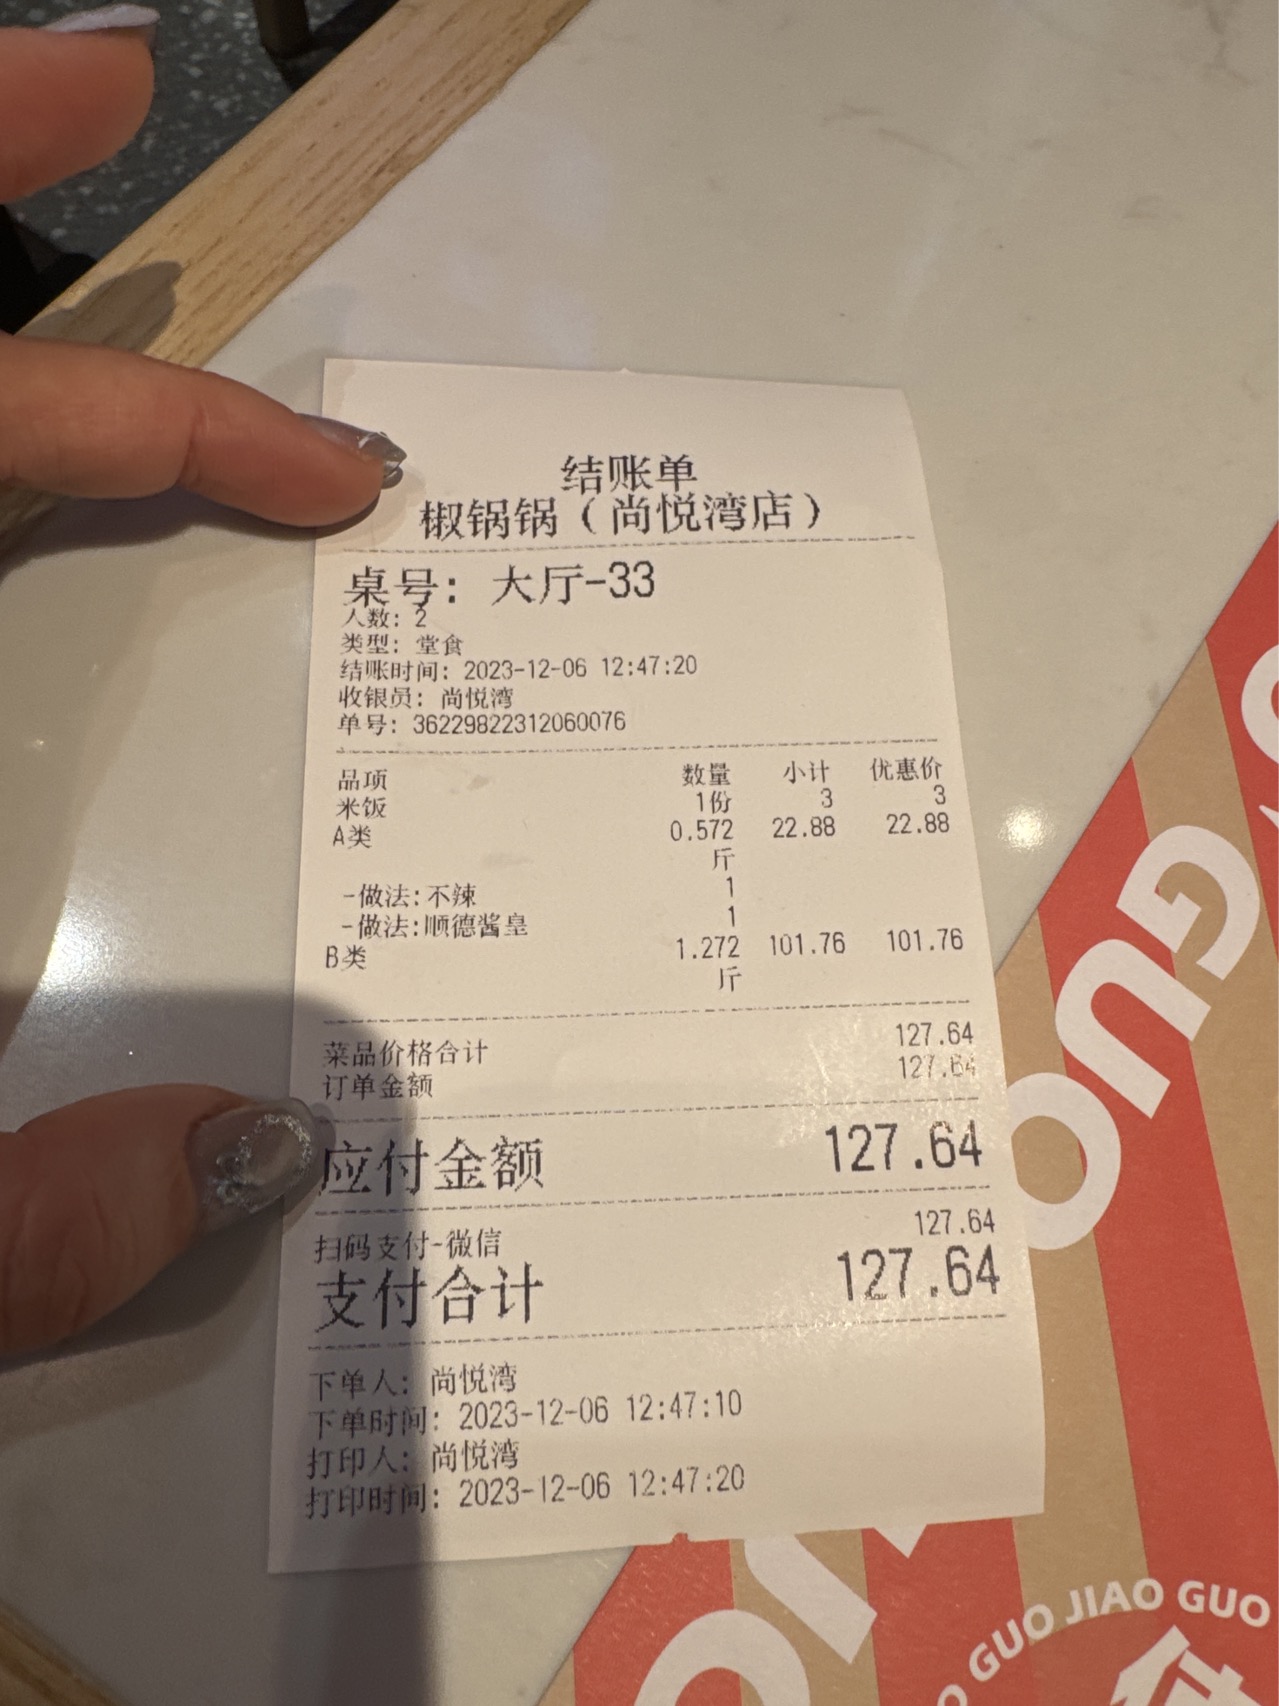 结账单
椒锅锅（尚悦湾店）
桌号：大厅-33
人数：2
类型：堂食
结账时间：2023-12-06 12:47:20
收银员：尚悦湾
单号：36229822312060076
品项 数量 小计 优惠价
米饭 1份 3 3
A类 0.572 22.88 22.88
斤
-做法:不辣 1
-做法:顺德酱皇 1
B类 1.272 101.76 101.76
斤
菜品价格合计 127.64
订单金额 127.64
应付金额 127.64
扫码支付-微信 127.64
支付合计 127.64
下单人：尚悦湾
下单时间：2023-12-06 12:47:10
打印人：尚悦湾
打印时间：2023-12-06 12:47:20
GUO
GUO JIAO GUO